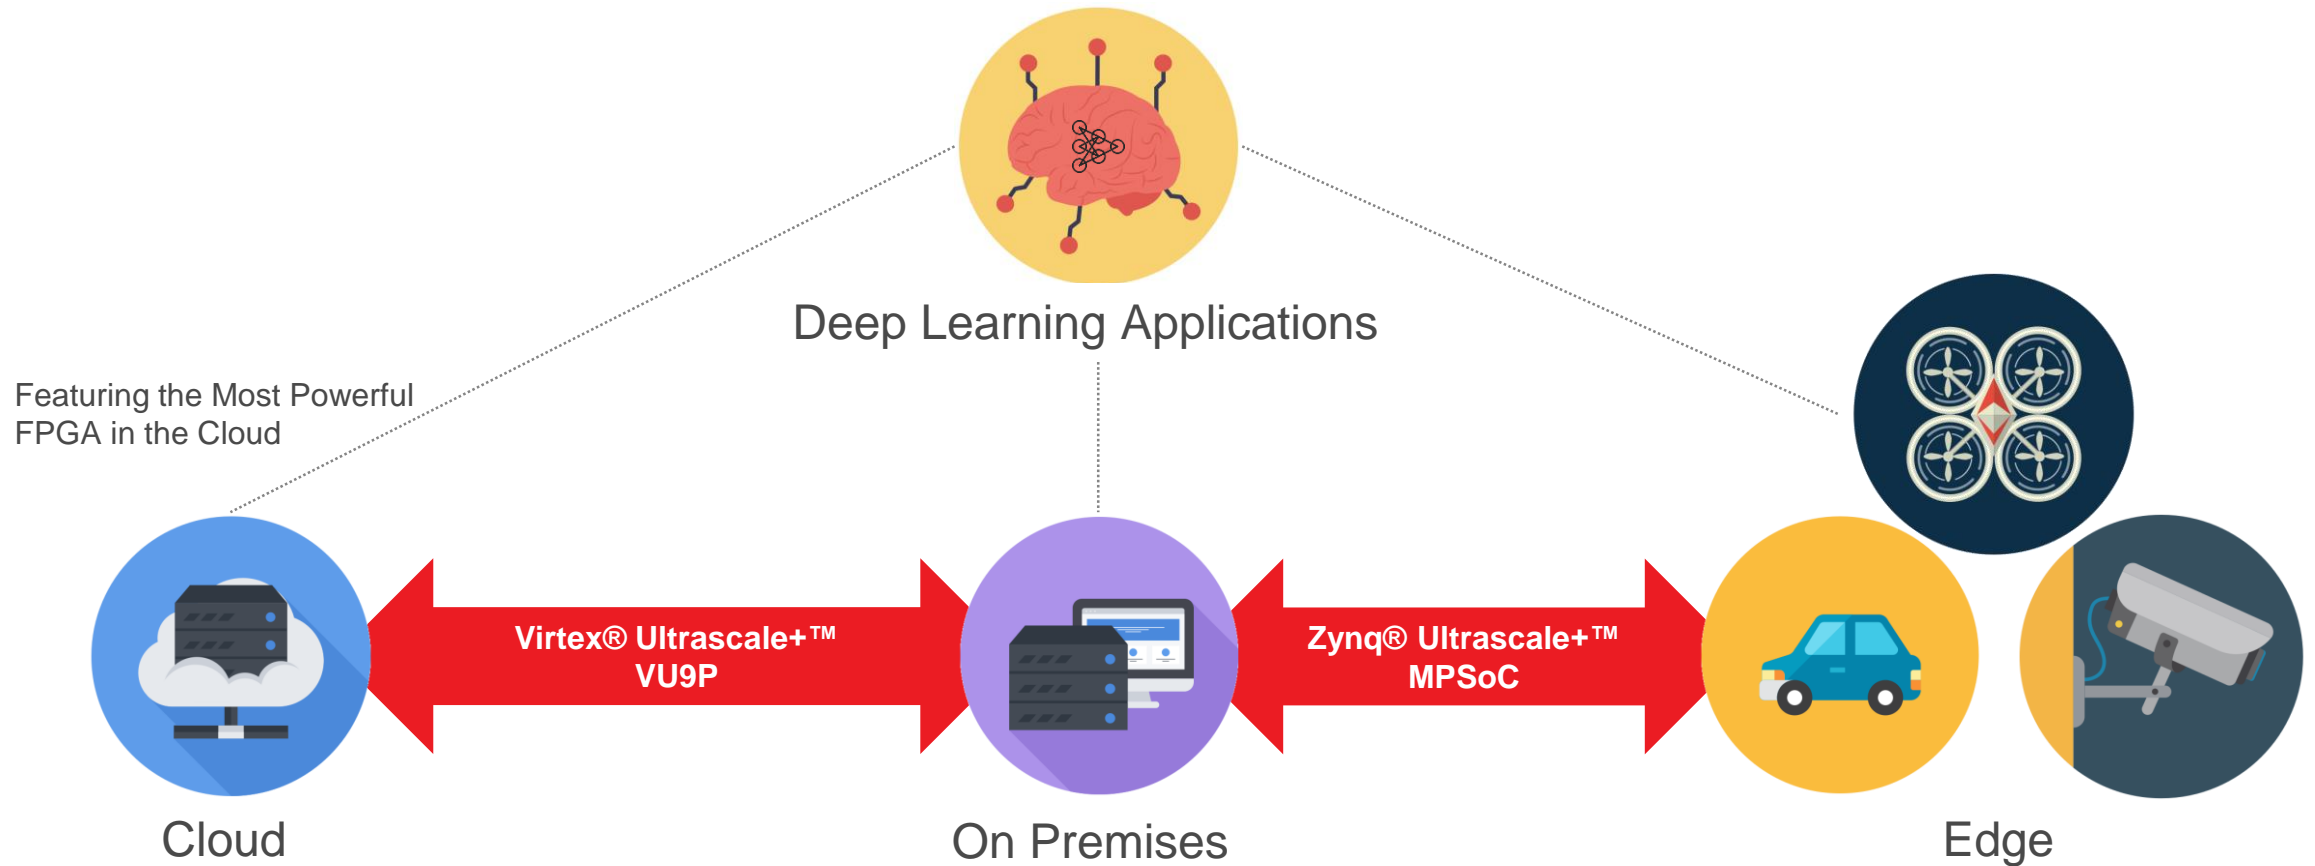 Deep Learning Applications
Featuring the Most Powerful
FPGA in the Cloud
Virtex® Ultrascale+™
VU9P
Zynq® Ultrascale+™
MPSoC
Cloud
On Premises
Edge